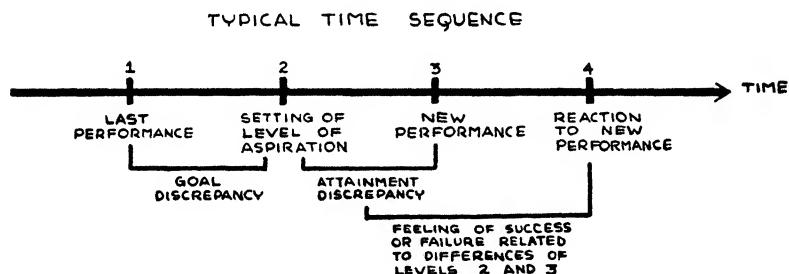 TYPICAL TIME SEQUENCE
1 2 3 4
TIME
LAST
PERFORMANCE
SETTING OF
LEVEL OF
ASPIRATION
NEW
PERFORMANCE
REACTION
TO NEW
PERFORMANCE
GOAL
DISCREPANCY
ATTAINMENT
DISCREPANCY
FEELING OF SUCCESS
OR FAILURE RELATED
TO DIFFERENCES OF
LEVELS 2 AND 3